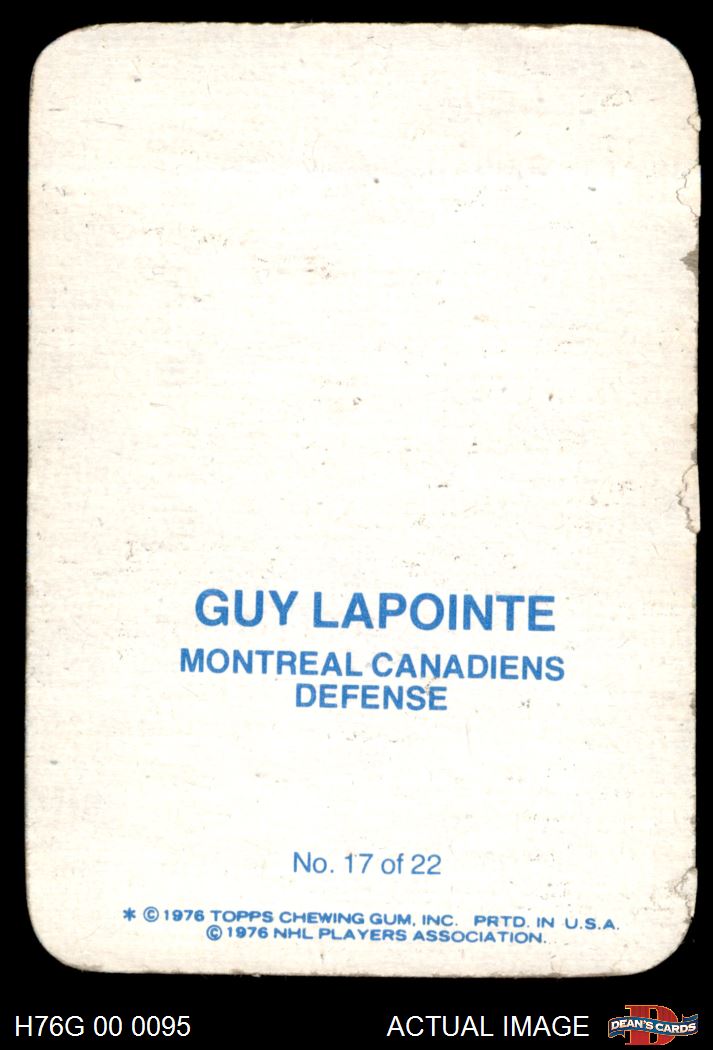 GUY LAPOINTE
MONTREAL CANADIENS
DEFENSE
No. 17 of 22
* © 1976 TOPPS CHEWING GUM, INC. PRTD. IN U.S.A.
© 1976 NHL PLAYERS ASSOCIATION.
H76G 00 0095 ACTUAL IMAGE D DEAN'S CARDS